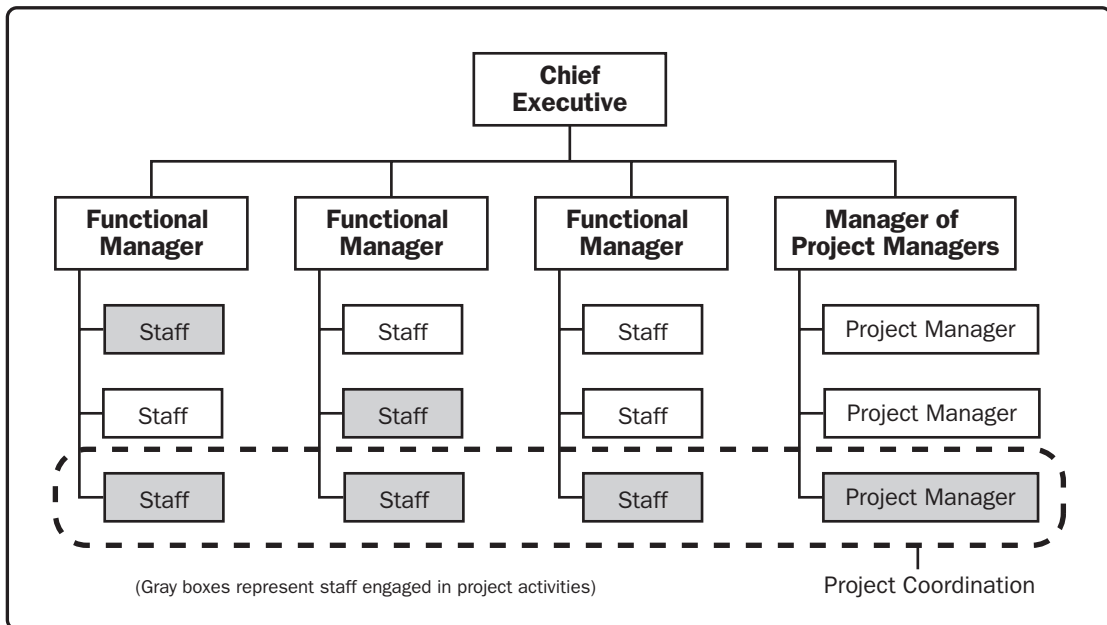 Chief
Executive
Functional
Manager
Functional
Manager
Functional
Manager
Manager of
Project Managers
Staff
Staff
Staff
Project Manager
Staff
Staff
Staff
Project Manager
Staff
Staff
Staff
Project Manager
(Gray boxes represent staff engaged in project activities)
Project Coordination